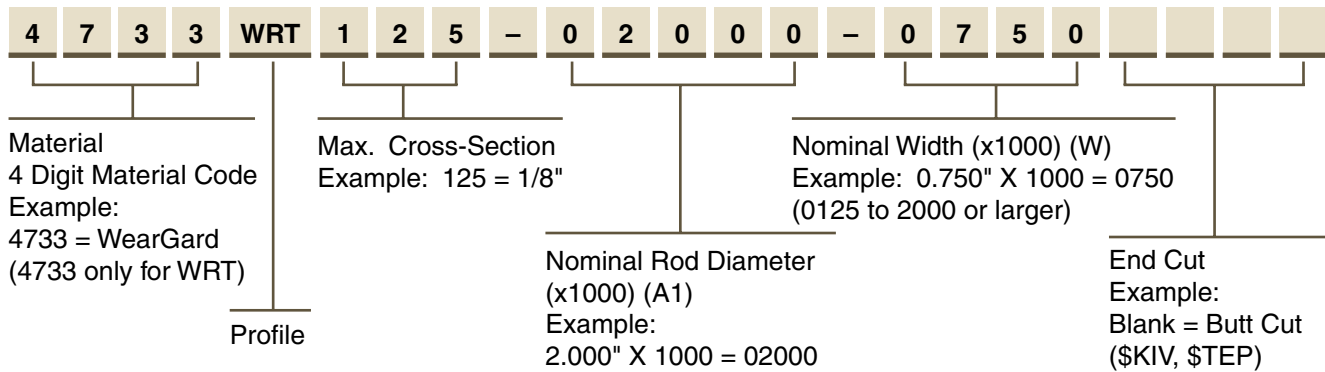 4 7 3 3 WRT 1 2 5 – 0 2 0 0 0 – 0 7 5 0
Material
4 Digit Material Code
Example:
4733 = WearGard
(4733 only for WRT)
Profile
Max. Cross-Section
Example: 125 = 1/8"
Nominal Rod Diameter
(x1000) (A1)
Example:
2.000" X 1000 = 02000
Nominal Width (x1000) (W)
Example: 0.750" X 1000 = 0750
(0125 to 2000 or larger)
End Cut
Example:
Blank = Butt Cut
($KIV, $TEP)